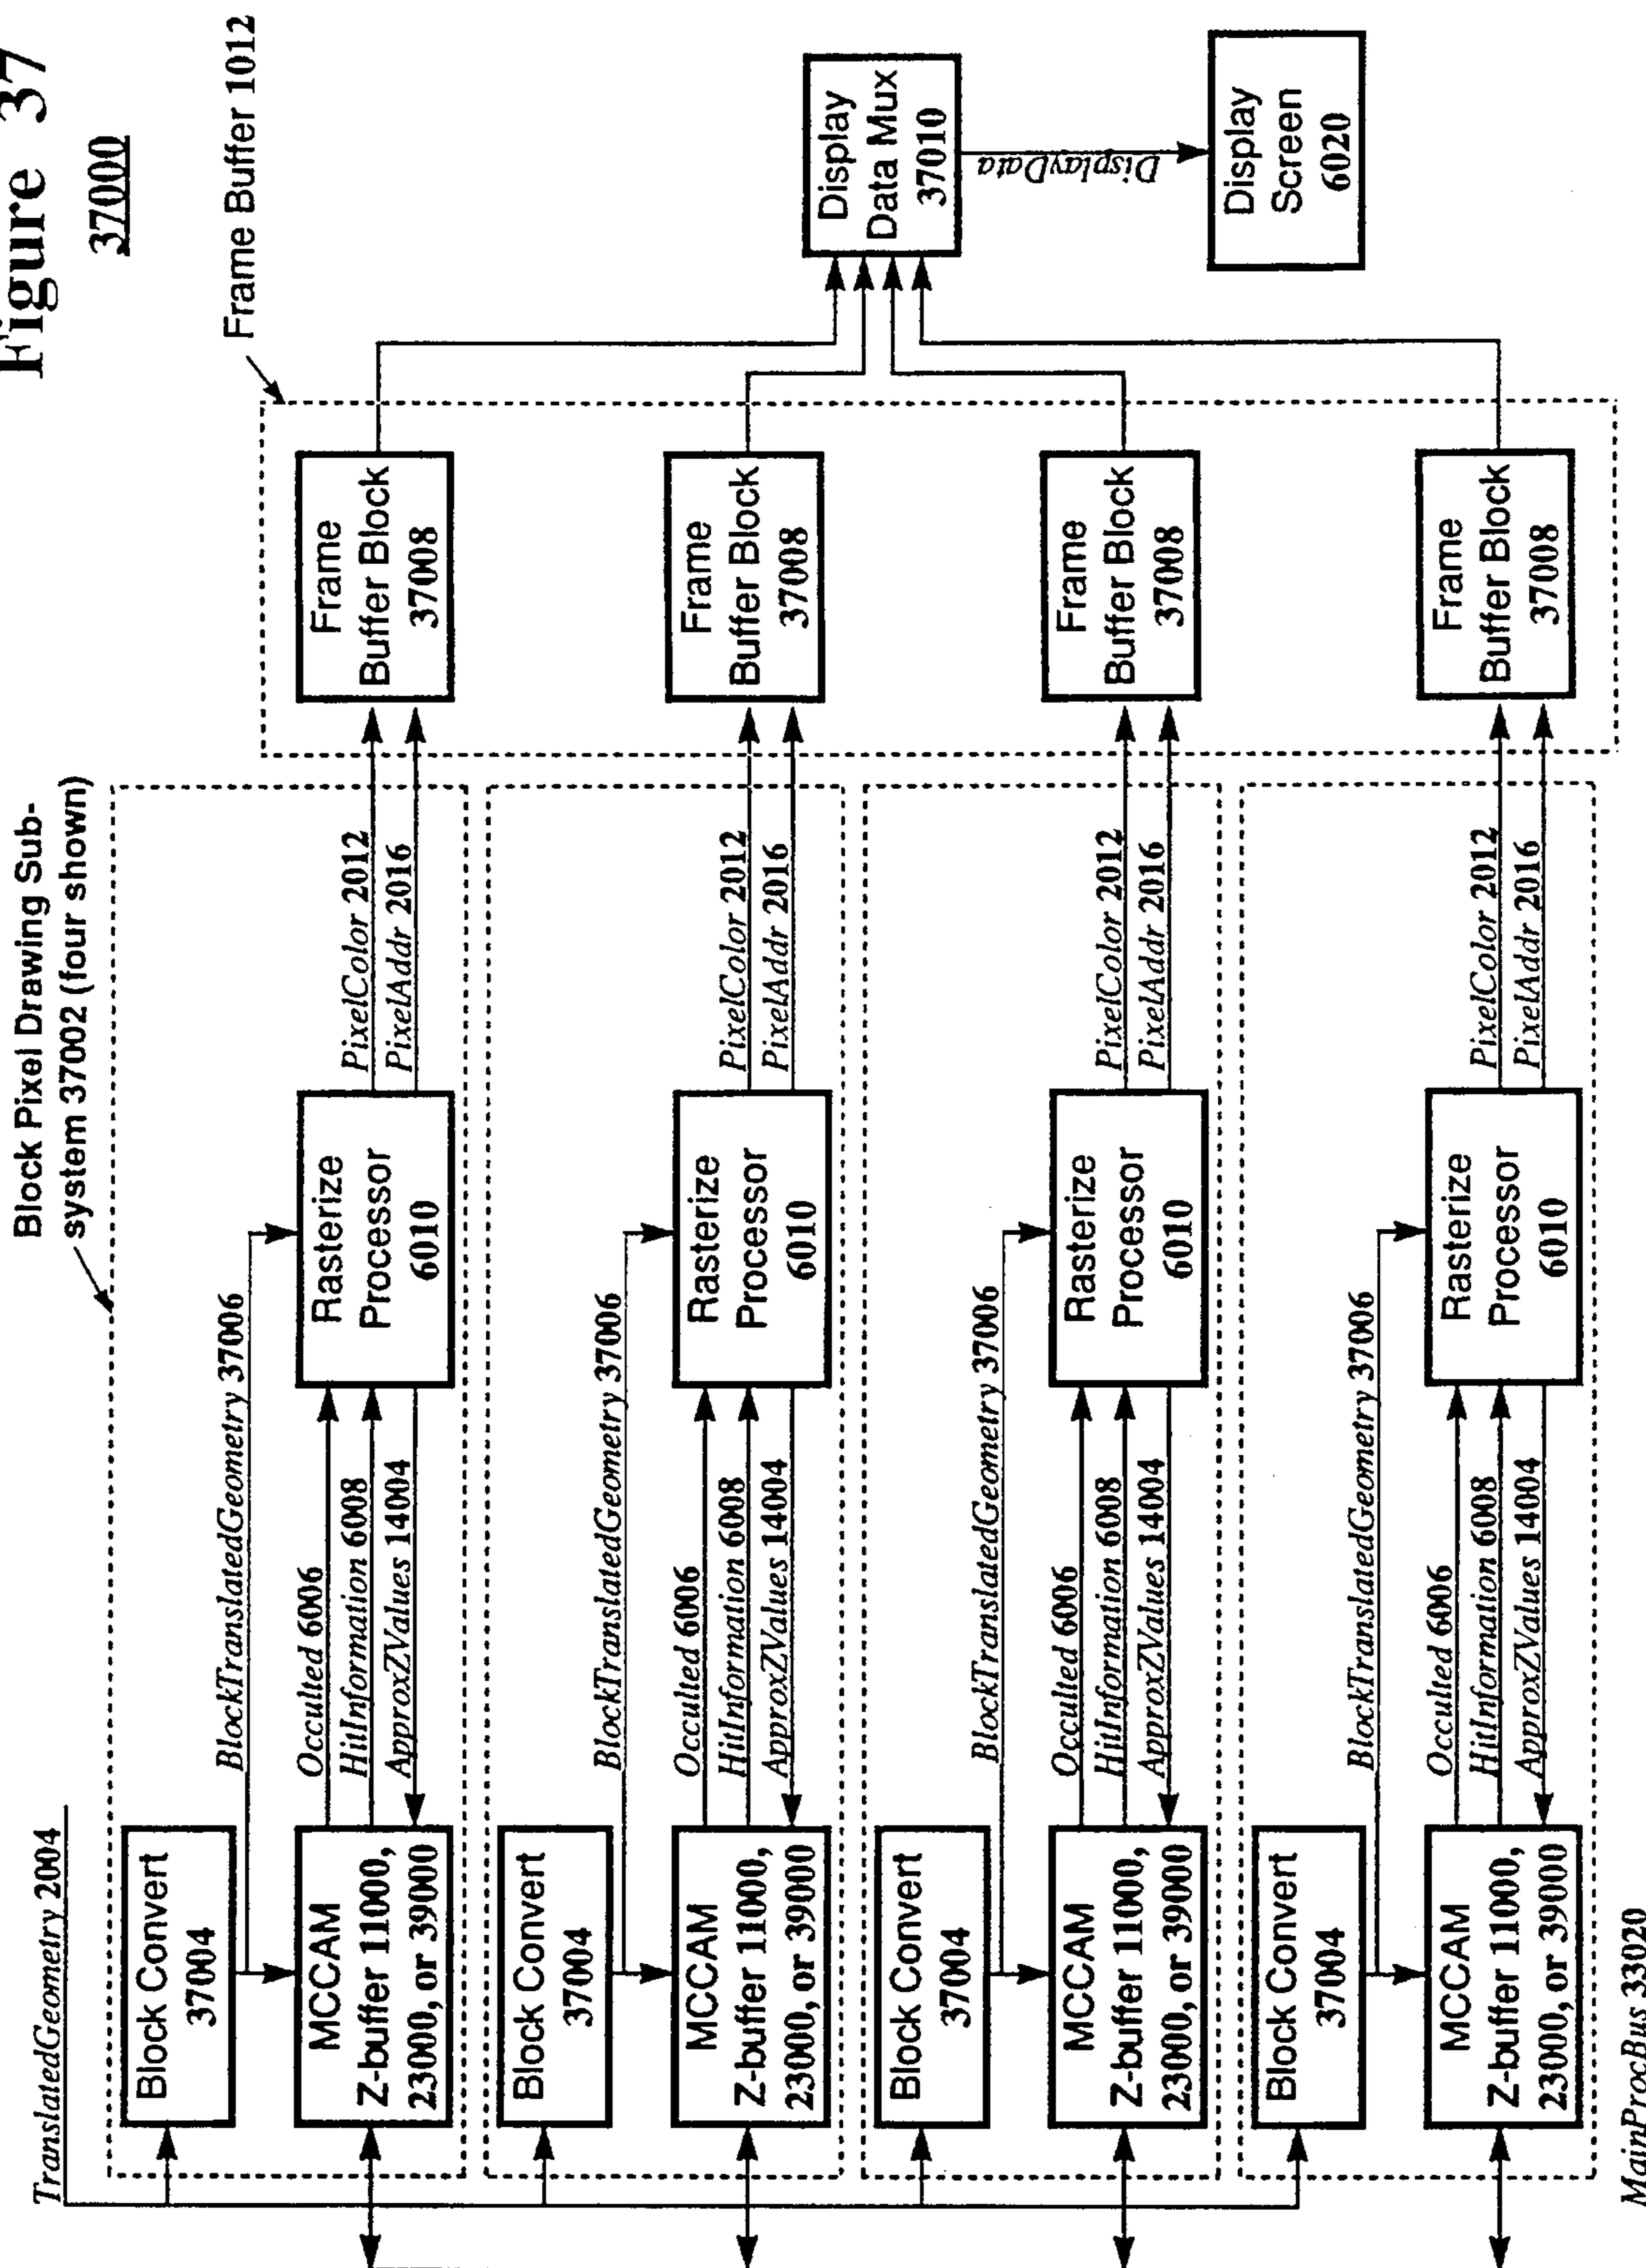 Figure 37
37000
Block Pixel Drawing Sub-
system 37002 (four shown)
Frame Buffer 1012
TranslatedGeometry 2004
Block Convert
37004
BlockTranslatedGeometry 37006
MCCAM
Z-buffer 11000,
23000, or 39000
Occulted 6006
HitInformation 6008
ApproxZValues 14004
Rasterize
Processor
6010
PixelColor 2012
PixelAddr 2016
Frame
Buffer Block
37008
Block Convert
37004
BlockTranslatedGeometry 37006
MCCAM
Z-buffer 11000,
23000, or 39000
Occulted 6006
HitInformation 6008
ApproxZValues 14004
Rasterize
Processor
6010
PixelColor 2012
PixelAddr 2016
Frame
Buffer Block
37008
Block Convert
37004
BlockTranslatedGeometry 37006
MCCAM
Z-buffer 11000,
23000, or 39000
Occulted 6006
HitInformation 6008
ApproxZValues 14004
Rasterize
Processor
6010
PixelColor 2012
PixelAddr 2016
Frame
Buffer Block
37008
Block Convert
37004
BlockTranslatedGeometry 37006
MCCAM
Z-buffer 11000,
23000, or 39000
Occulted 6006
HitInformation 6008
ApproxZValues 14004
Rasterize
Processor
6010
PixelColor 2012
PixelAddr 2016
Frame
Buffer Block
37008
Display
Data Mux
37010
DisplayData
Display
Screen
6020
MainProcBus 33020